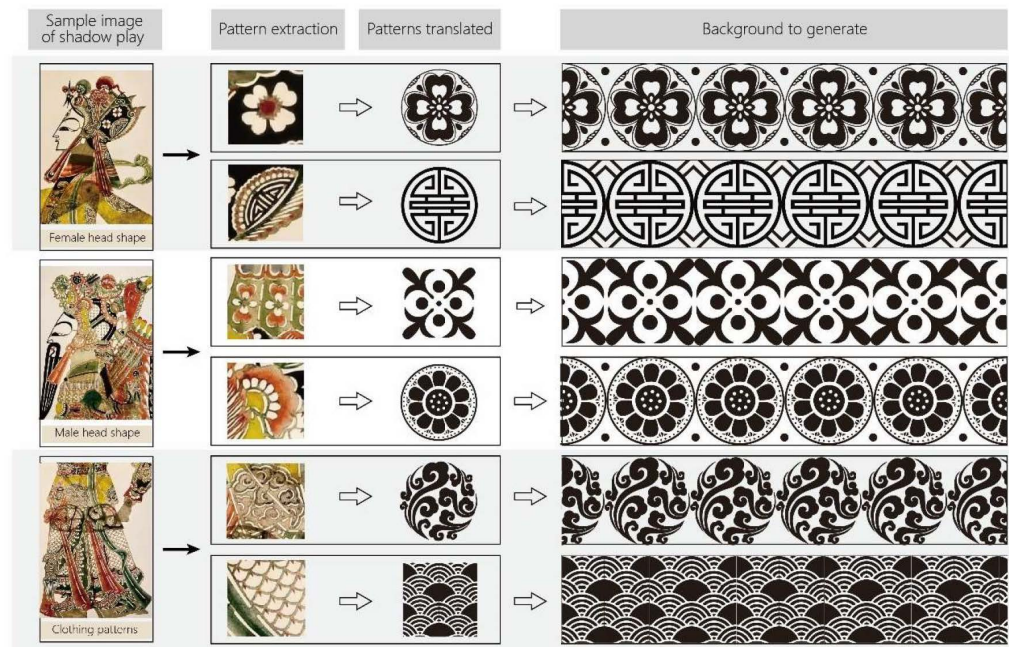 Sample image
of shadow play
Pattern extraction
Patterns translated
Background to generate
Female head shape
Male head shape
Clothing patterns